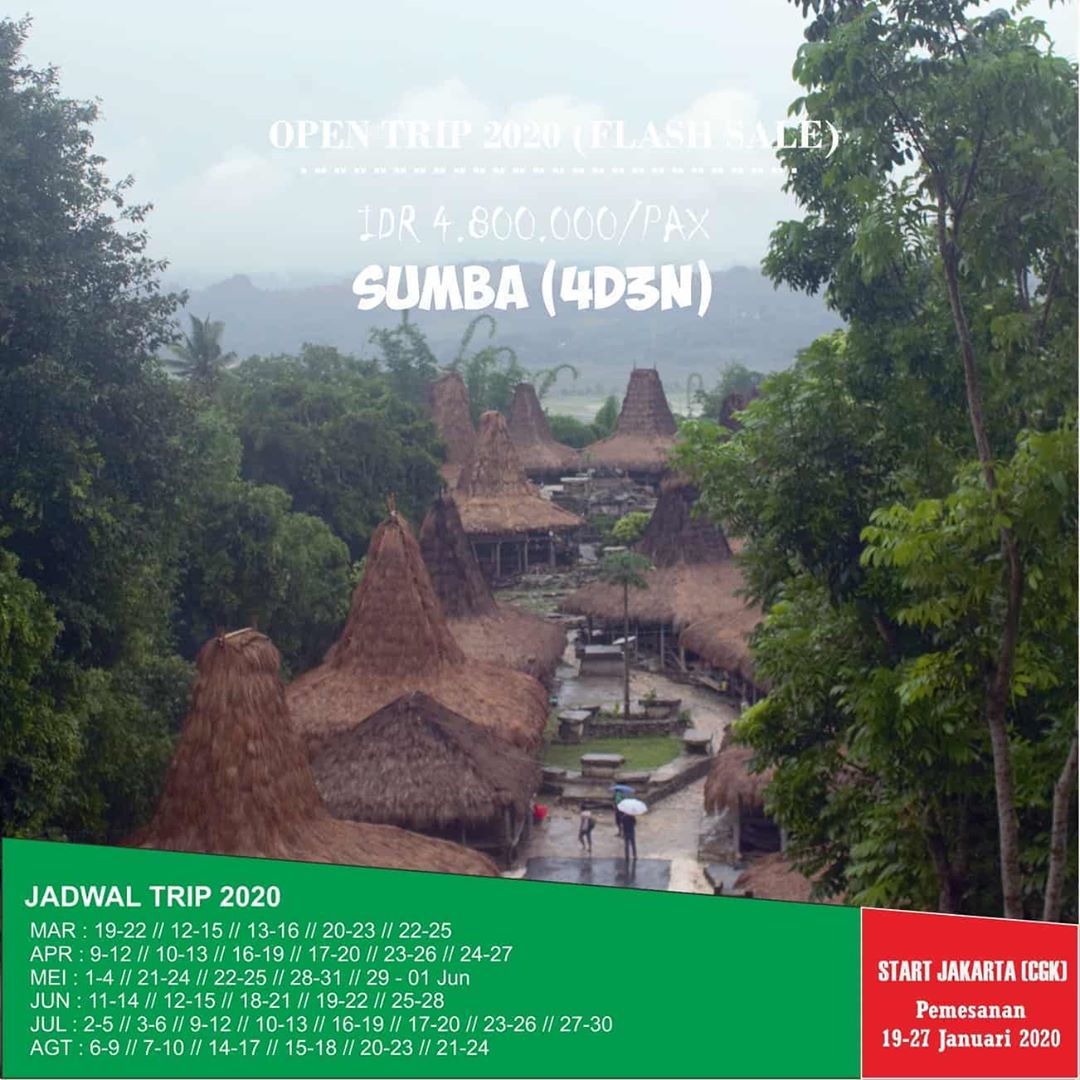 OPEN TRIP 2020 (FLASH SALE)
IDR 4.800.000/PAX
SUMBA (4D3N)
JADWAL TRIP 2020
MAR : 19-22 // 12-15 // 13-16 // 20-23 // 22-25
APR : 9-12 // 10-13 // 16-19 // 17-20 // 23-26 // 24-27
MEI : 1-4 // 21-24 // 22-25 // 28-31 // 29 - 01 Jun
JUN : 11-14 // 12-15 // 18-21 // 19-22 // 25-28
JUL : 2-5 // 3-6 // 9-12 // 10-13 // 16-19 // 17-20 // 23-26 // 27-30
AGT : 6-9 // 7-10 // 14-17 // 15-18 // 20-23 // 21-24
START JAKARTA (CGK)
Pemesanan
19-27 Januari 2020